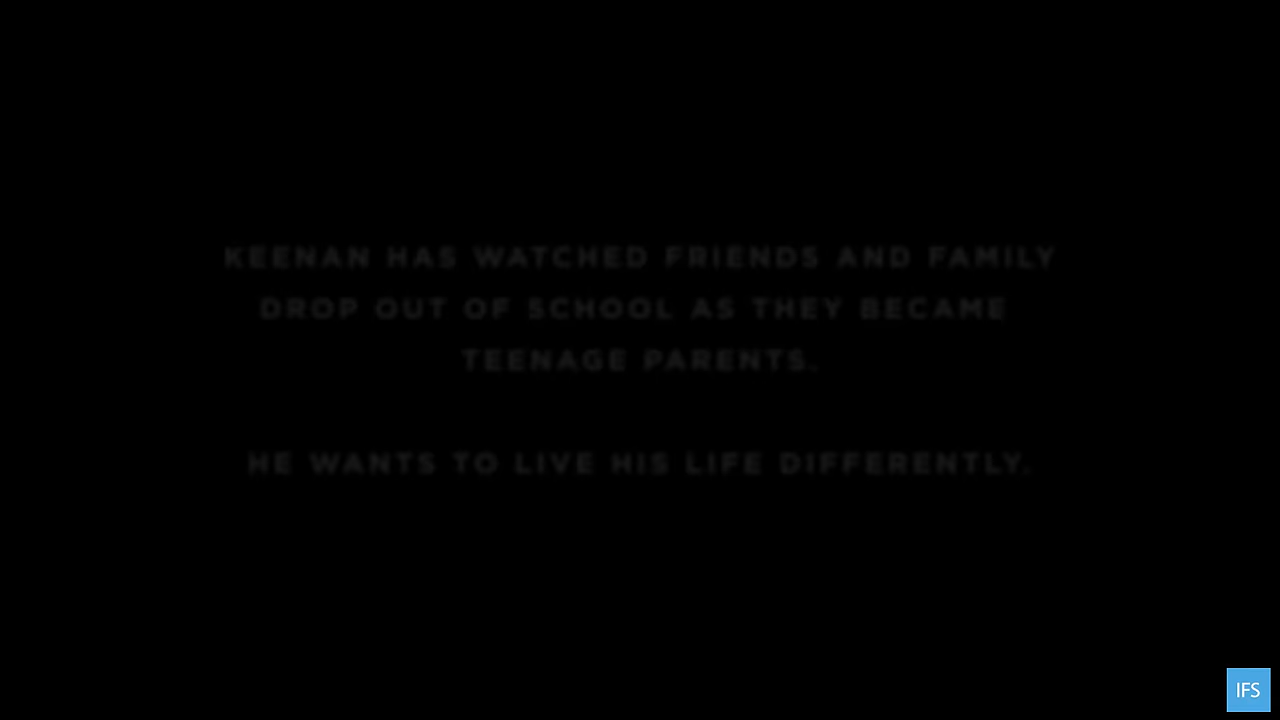 KEENAN HAS WATCHED FRIENDS AND FAMILY
DROP OUT OF SCHOOL AS THEY BECAME
TEENAGE PARENTS.
HE WANTS TO LIVE HIS LIFE DIFFERENTLY.
IFS